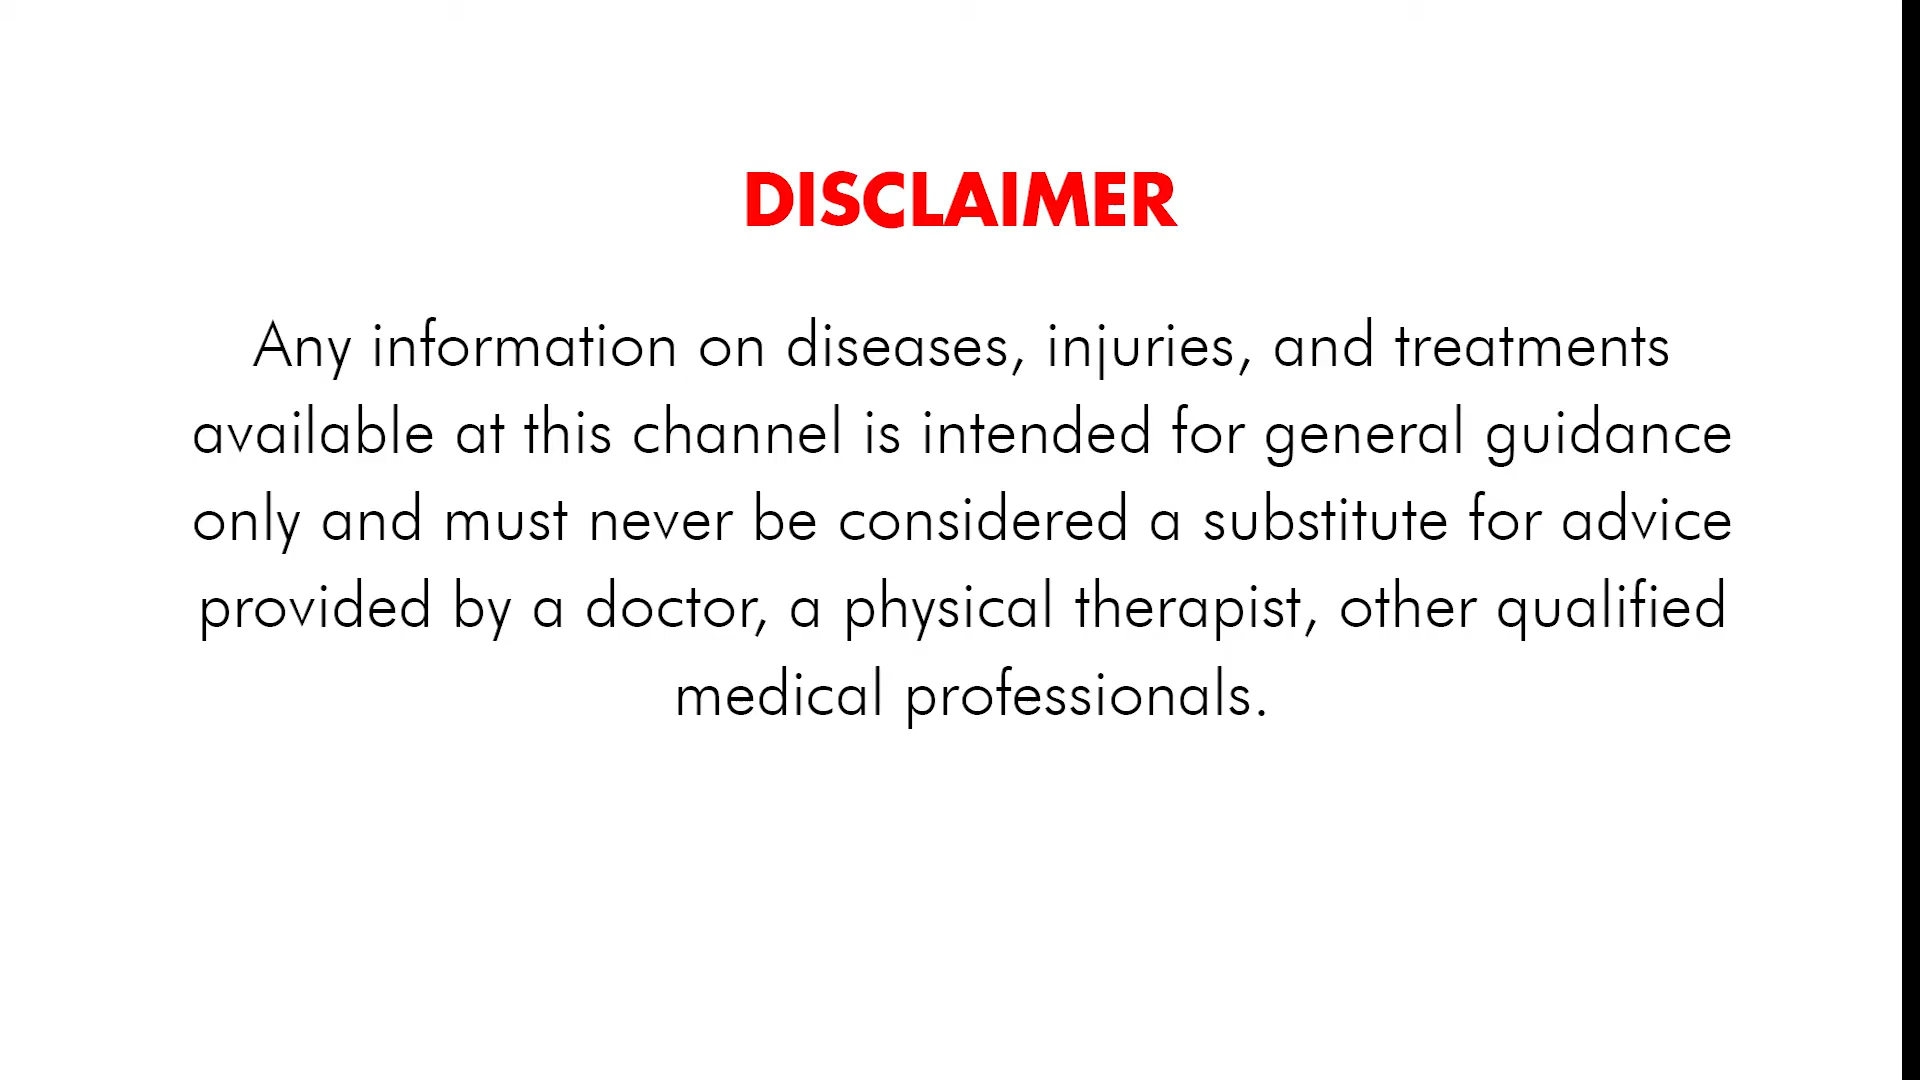 DISCLAIMER
Any information on diseases, injuries, and treatments
available at this channel is intended for general guidance
only and must never be considered a substitute for advice
provided by a doctor, a physical therapist, other qualified
medical professionals.